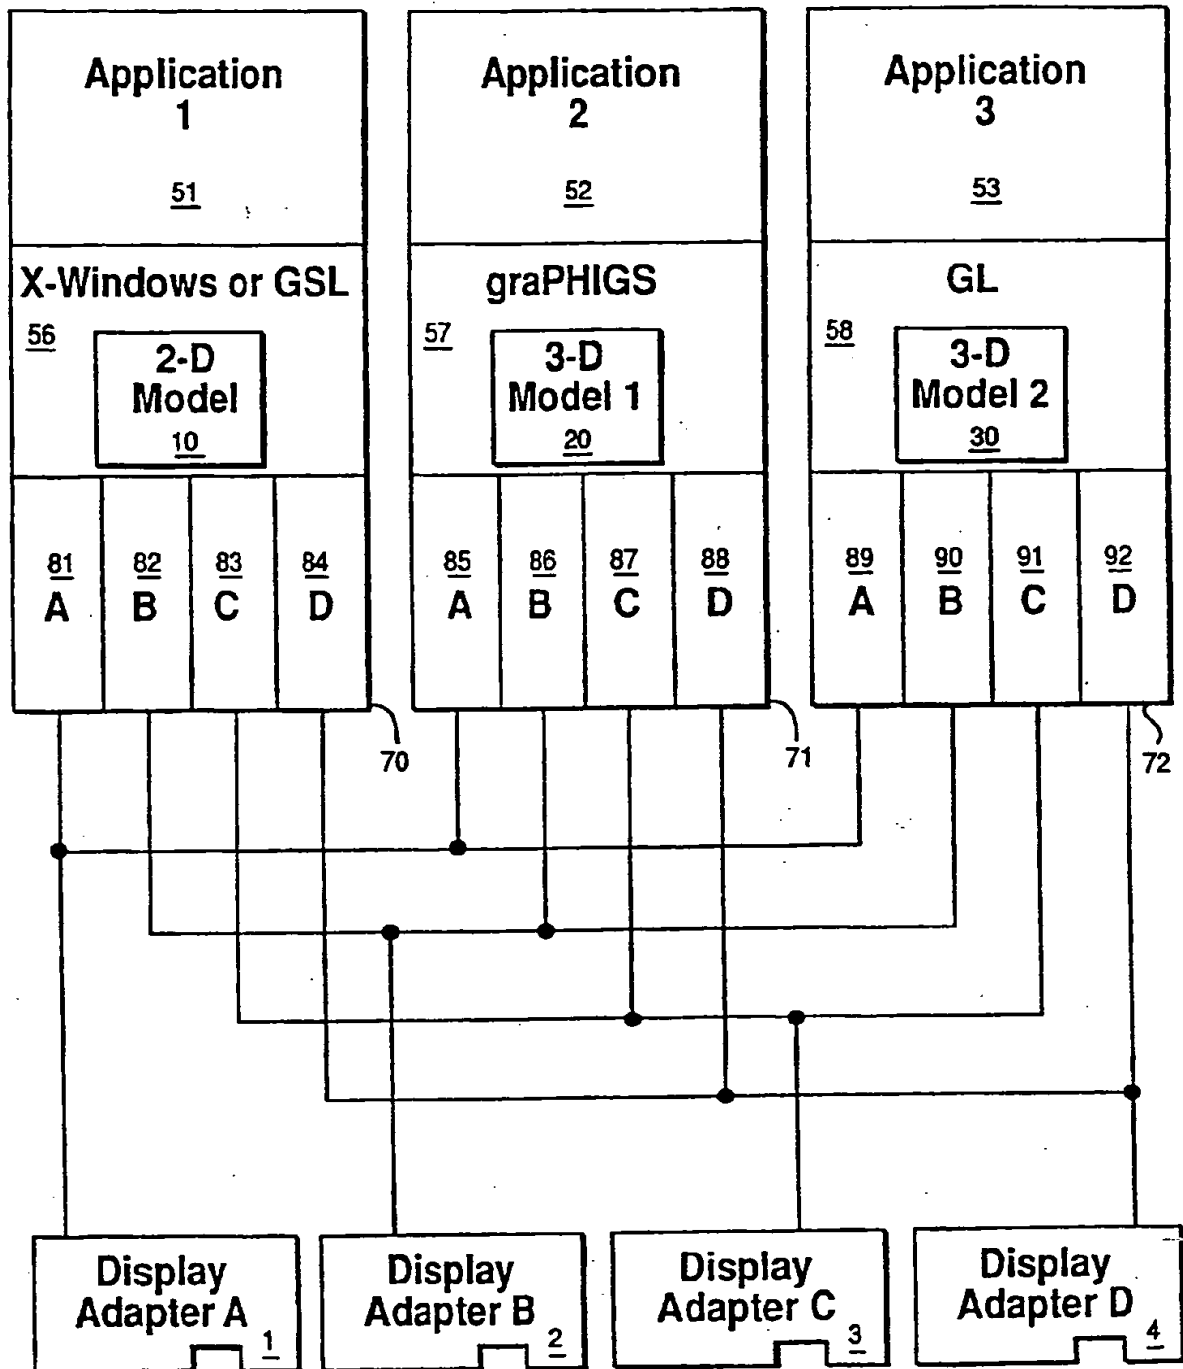 Application
1
51
X-Windows or GSL
56
2-D
Model
10
81
A
82
B
83
C
84
D
70
Application
2
52
graPHIGS
57
3-D
Model 1
20
85
A
86
B
87
C
88
D
71
Application
3
53
GL
58
3-D
Model 2
30
89
A
90
B
91
C
92
D
72
Display
Adapter A
1
Display
Adapter B
2
Display
Adapter C
3
Display
Adapter D
4